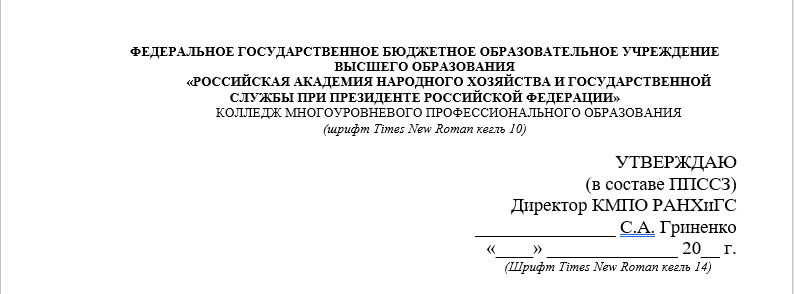 ФЕДЕРАЛЬНОЕ ГОСУДАРСТВЕННОЕ БЮДЖЕТНОЕ ОБРАЗОВАТЕЛЬНОЕ УЧРЕЖДЕНИЕ
ВЫСШЕГО ОБРАЗОВАНИЯ
«РОССИЙСКАЯ АКАДЕМИЯ НАРОДНОГО ХОЗЯЙСТВА И ГОСУДАРСТВЕННОЙ
СЛУЖБЫ ПРИ ПРЕЗИДЕНТЕ РОССИЙСКОЙ ФЕДЕРАЦИИ»
КОЛЛЕДЖ МНОГОУРОВНЕВОГО ПРОФЕССИОНАЛЬНОГО ОБРАЗОВАНИЯ
(шрифт Times New Roman кегль 10)
УТВЕРЖДАЮ
(в составе ППССЗ)
Директор КМПО РАНХиГС
_______________ С.А. Гриненко
«____» ______________ 20__ г.
(Шрифт Times New Roman кегль 14)